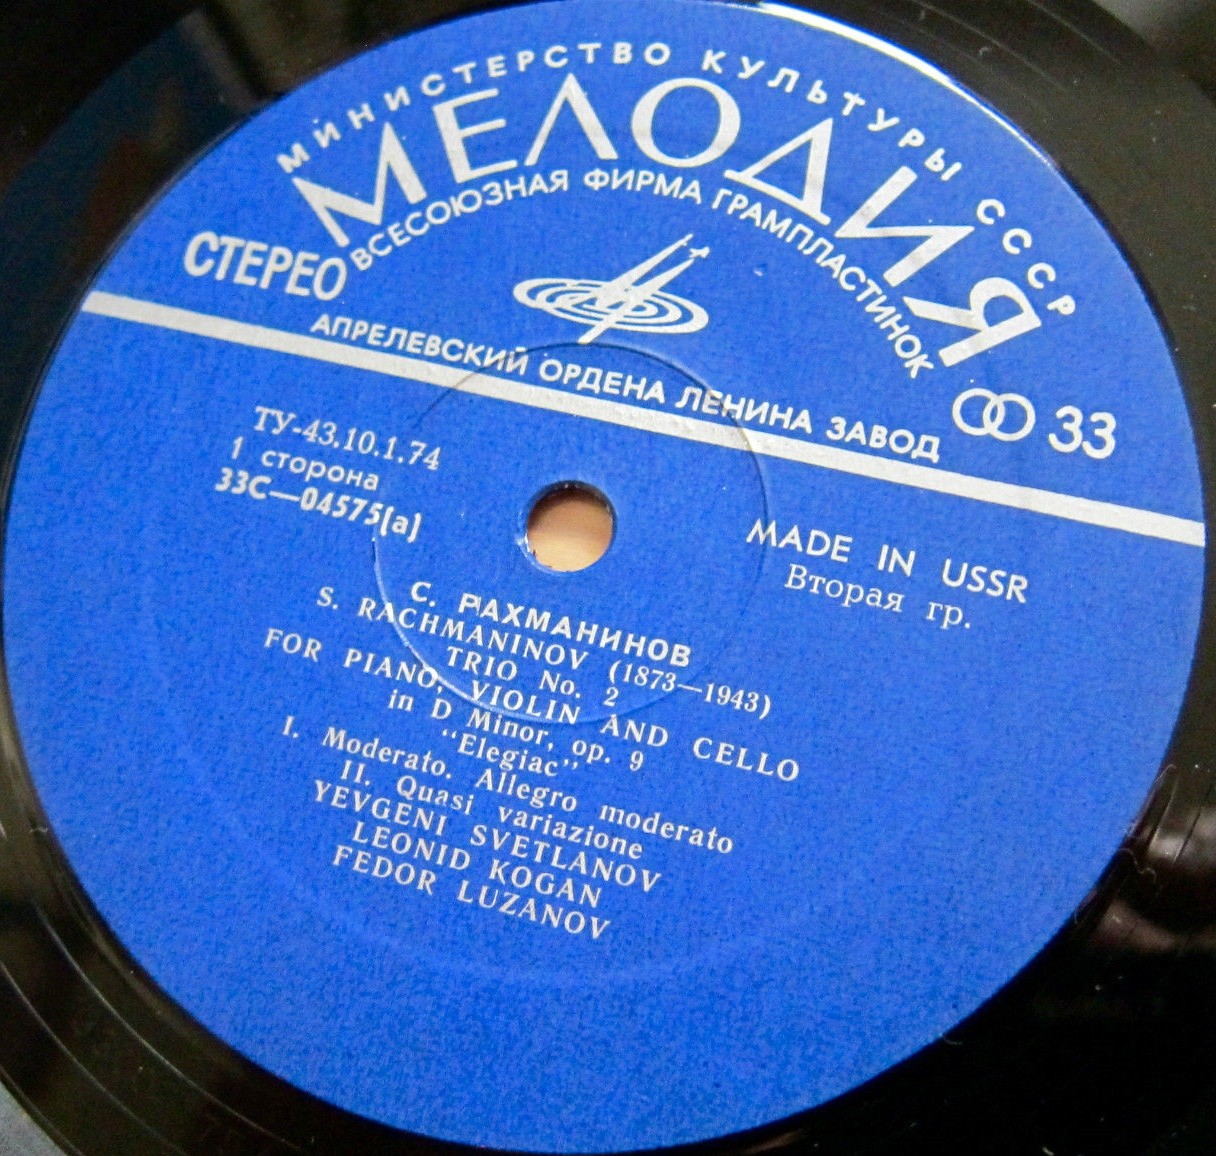 МИНИСТЕРСТВО КУЛЬТУРЫ СССР
МЕЛОДИЯ
ВСЕСОЮЗНАЯ ФИРМА ГРАМПЛАСТИНОК
СТЕРЕО
33
АПРЕЛЕВСКИЙ ОРДЕНА ЛЕНИНА ЗАВОД
ТУ-43.10.1.74
1 сторона
33С—04575(а)
MADE IN USSR
Вторая гр.
С. РАХМАНИНОВ
S. RACHMANINOV (1873—1943)
TRIO No. 2
FOR PIANO, VIOLIN AND CELLO
in D Minor, op. 9
“Elegiac”
I. Moderato. Allegro moderato
II. Quasi variazione
YEVGENI SVETLANOV
LEONID KOGAN
FEDOR LUZANOV